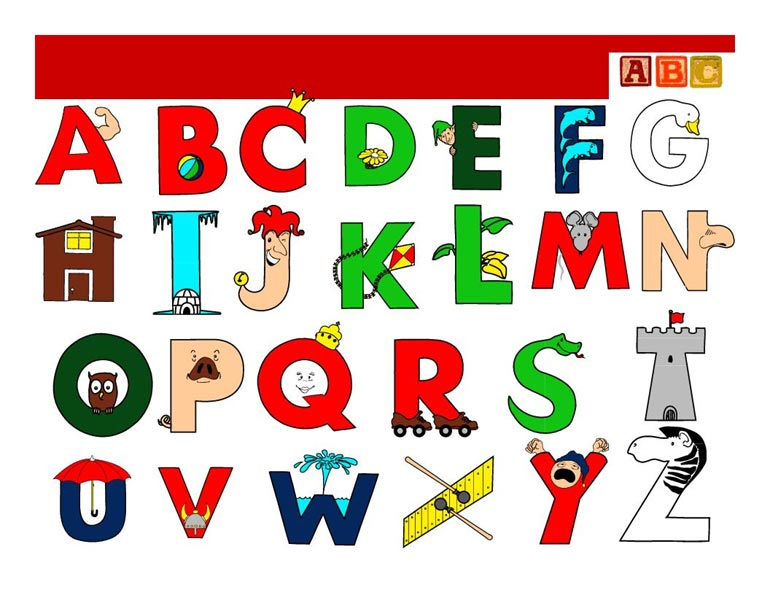 ABC
ABCDEFG
HIJKLMN
OPQRST
UVWXYZ